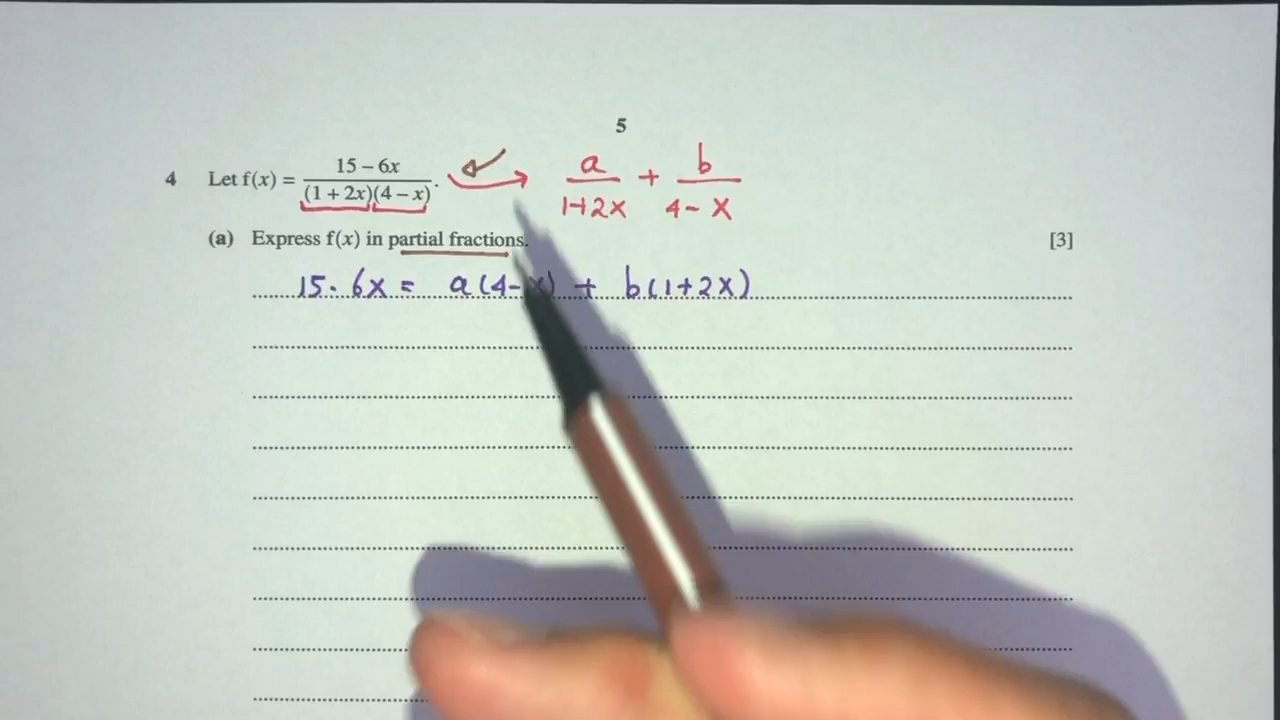 5
4 Let f(x) = (15 − 6x)/((1 + 2x)(4 − x)). a/(1+2x) + b/(4-x)
(a) Express f(x) in partial fractions. [3]
15 - 6x = a(4-x) + b(1+2x)